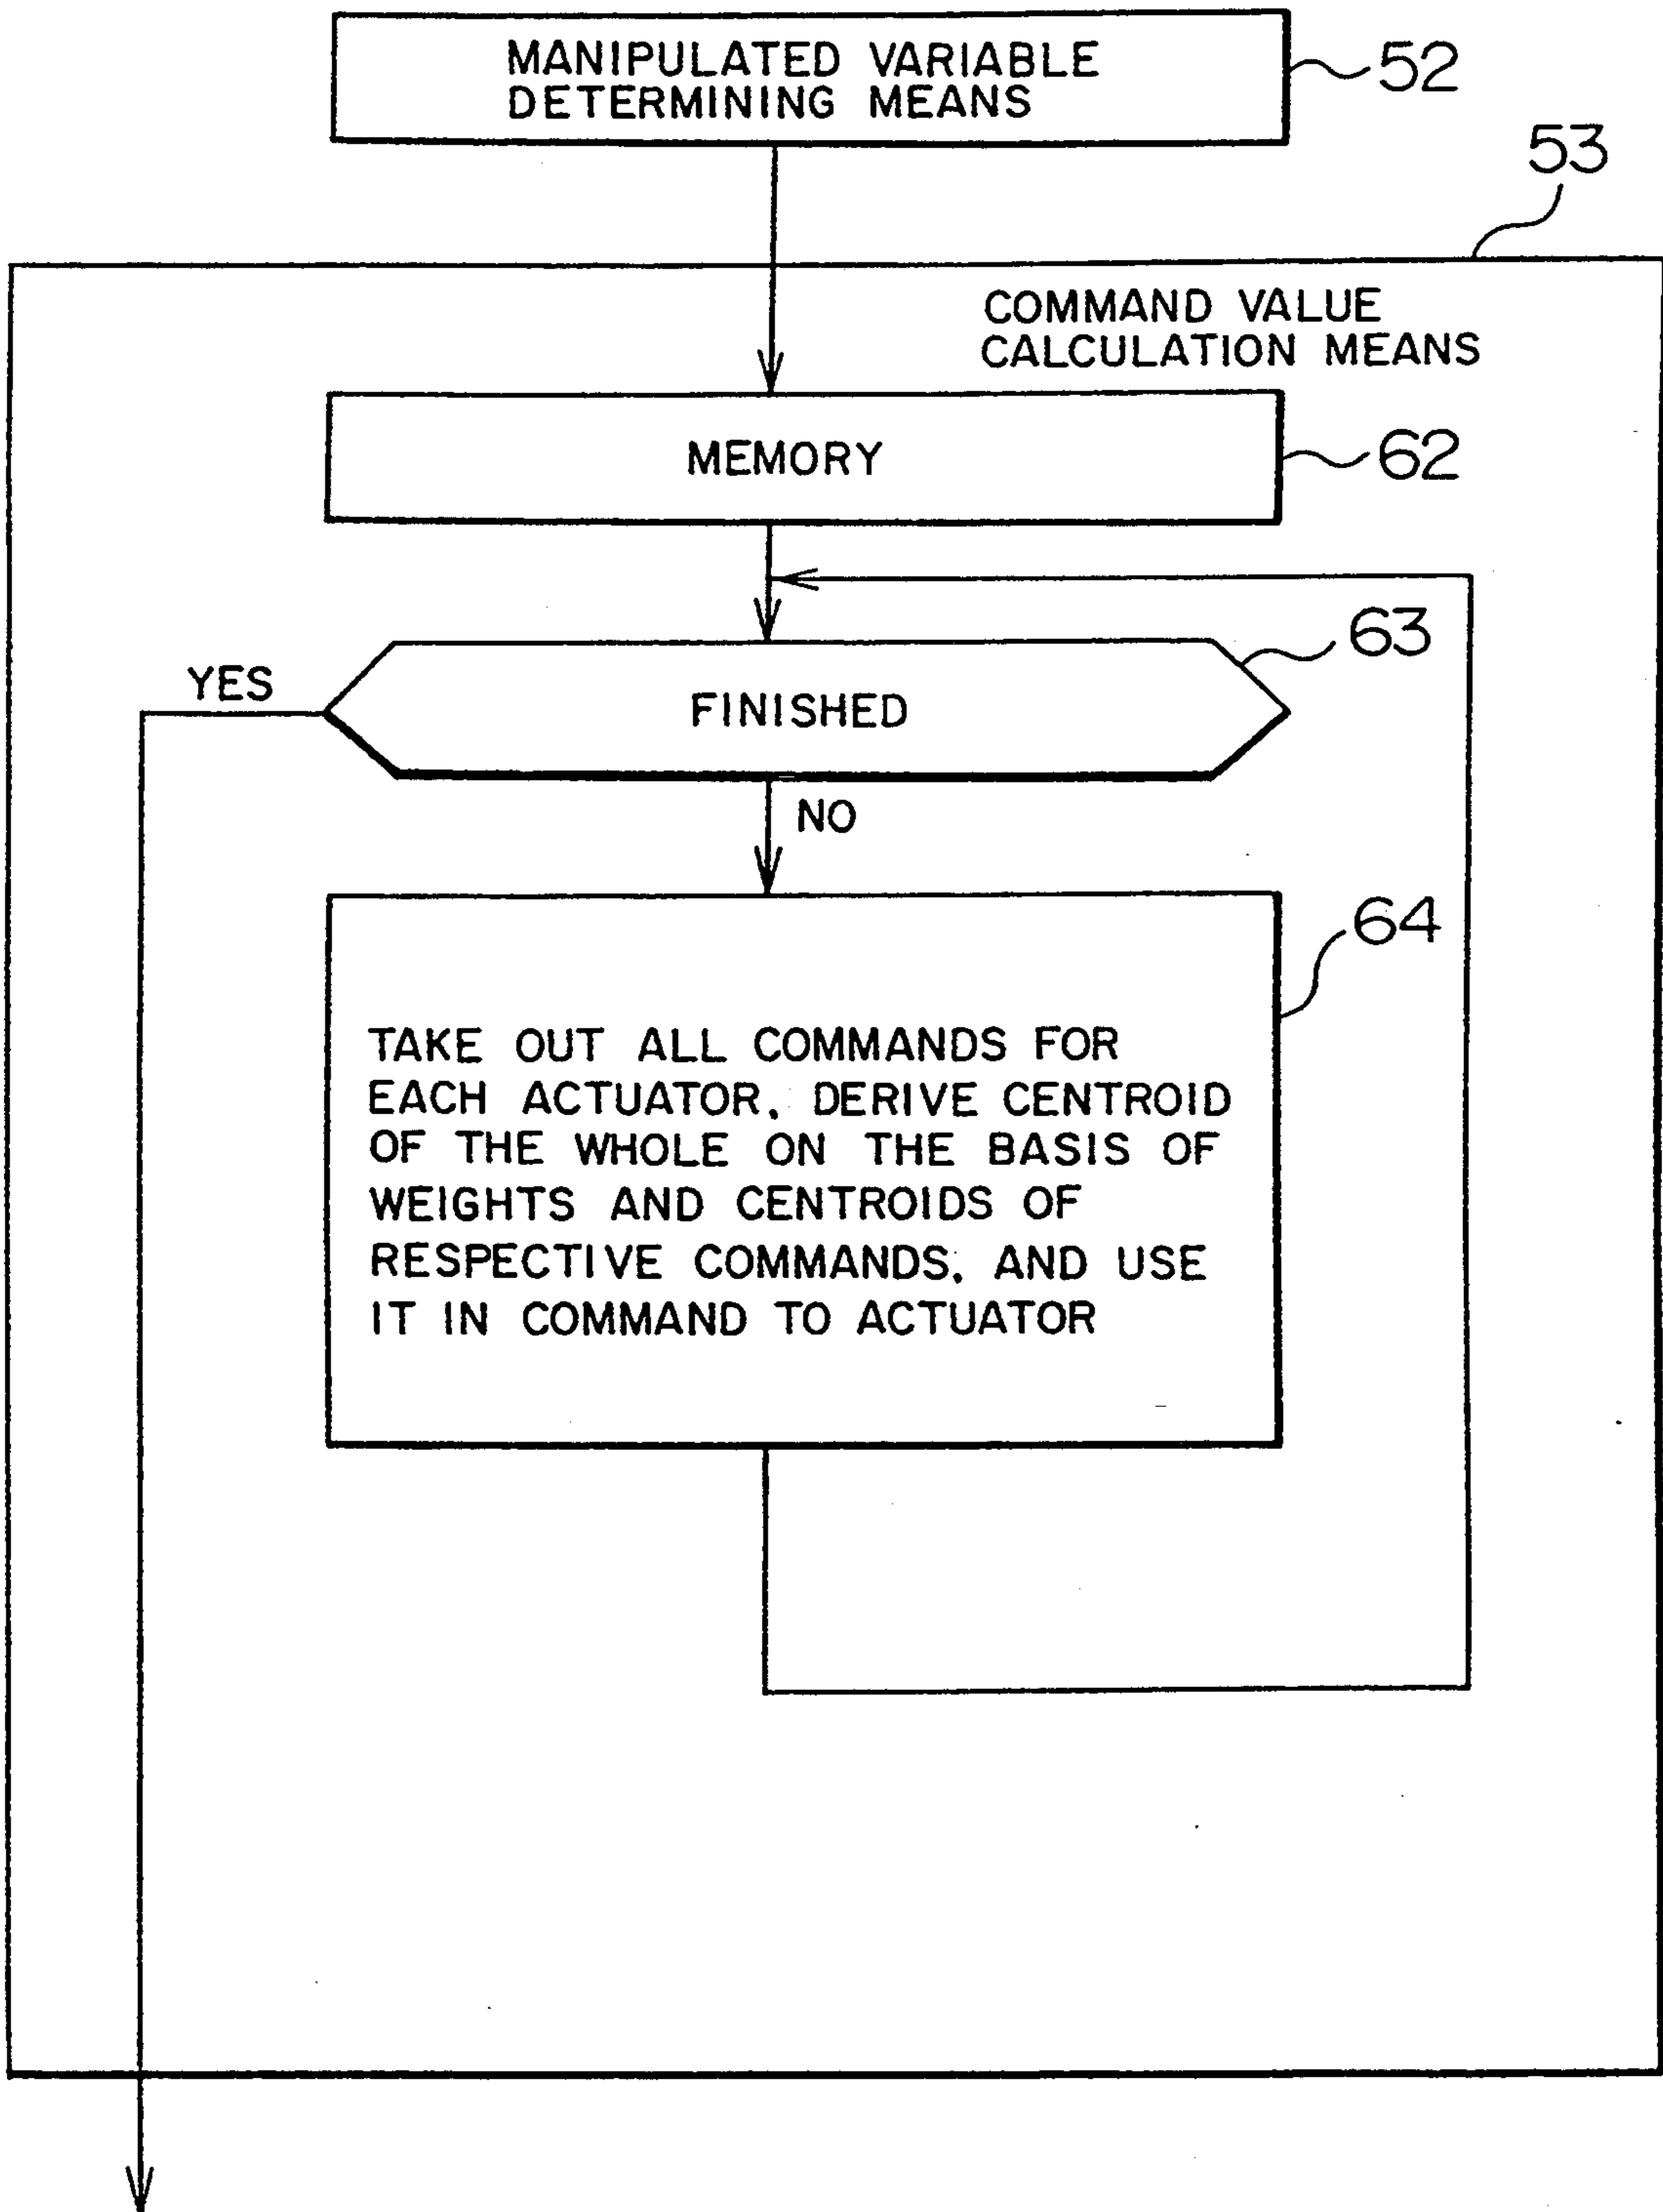 MANIPULATED VARIABLE
DETERMINING MEANS
52
53
COMMAND VALUE
CALCULATION MEANS
MEMORY
62
63
YES
FINISHED
NO
64
TAKE OUT ALL COMMANDS FOR
EACH ACTUATOR, DERIVE CENTROID
OF THE WHOLE ON THE BASIS OF
WEIGHTS AND CENTROIDS OF
RESPECTIVE COMMANDS, AND USE
IT IN COMMAND TO ACTUATOR